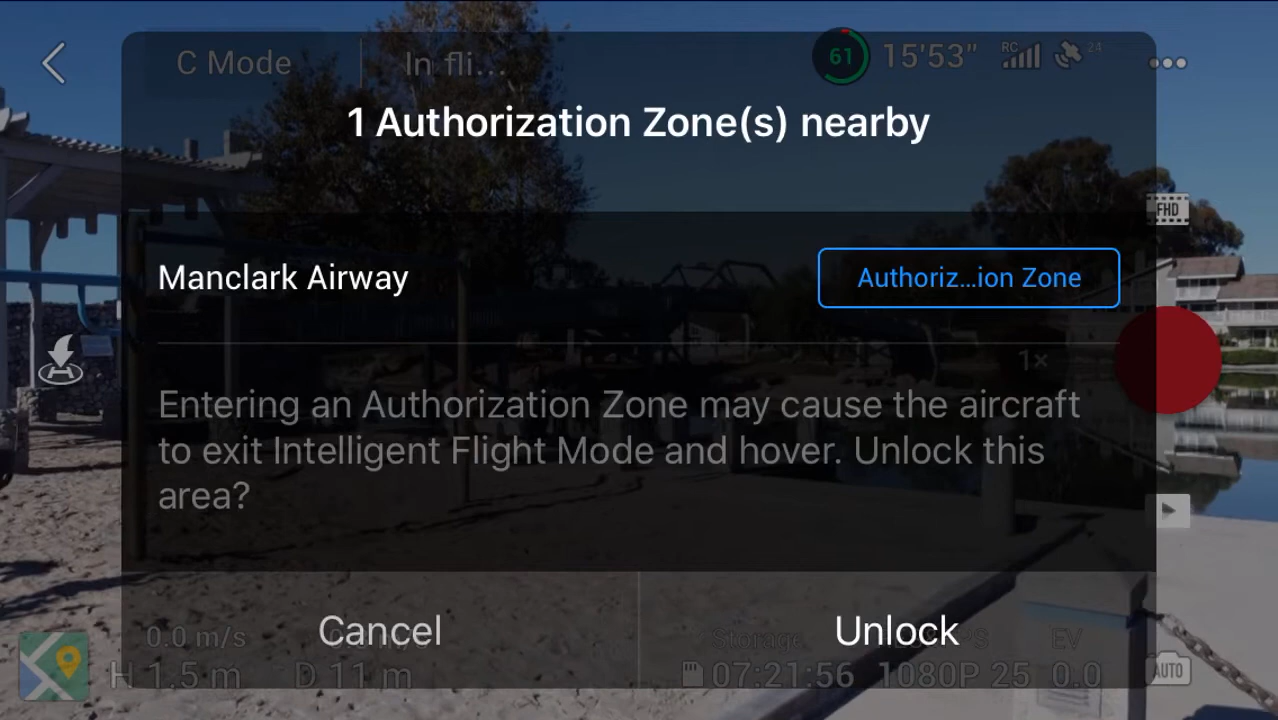 C Mode
In fli...
61
15'53"
RC
24
1 Authorization Zone(s) nearby
FHD
Manclark Airway
Authoriz...ion Zone
1×
Entering an Authorization Zone may cause the aircraft
to exit Intelligent Flight Mode and hover. Unlock this
area?
Cancel
Unlock
0.0 m/s
Storage
EV
H 1.5 m
D 11 m
07:21:56
1080P 25
0.0
AUTO